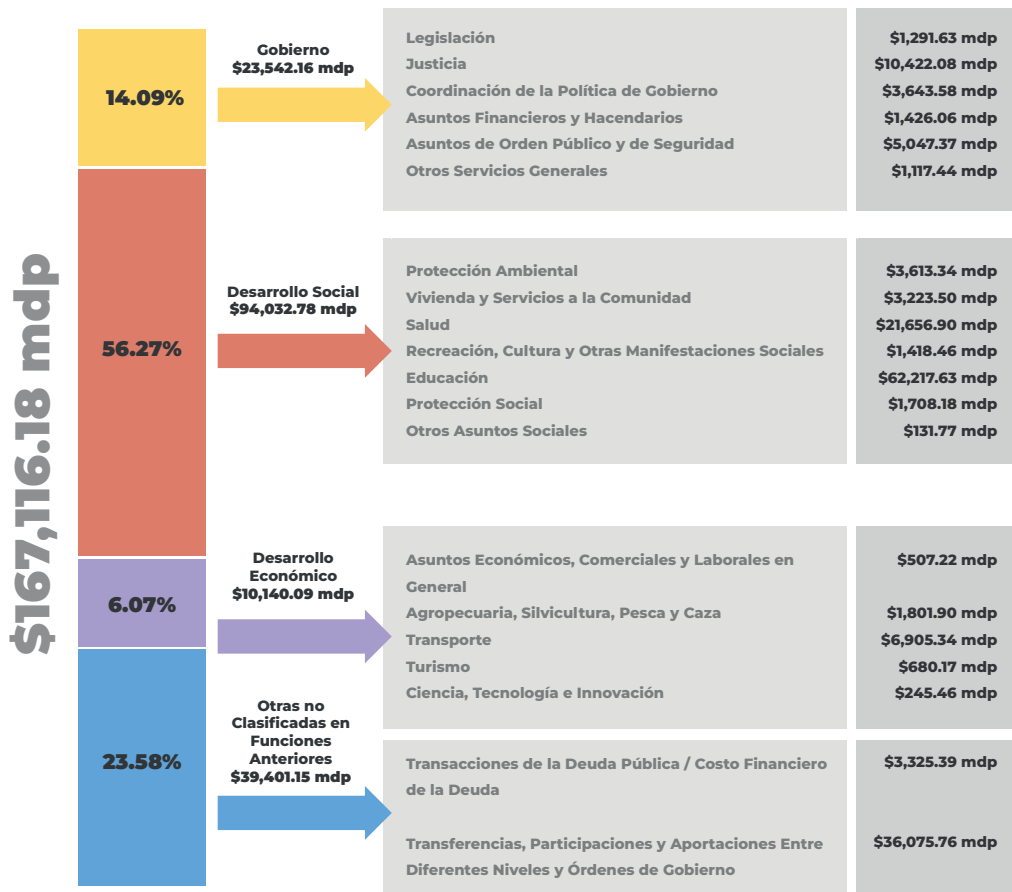 $167,116.18 mdp
14.09%
Gobierno
$23,542.16 mdp
Legislación $1,291.63 mdp
Justicia $10,422.08 mdp
Coordinación de la Política de Gobierno $3,643.58 mdp
Asuntos Financieros y Hacendarios $1,426.06 mdp
Asuntos de Orden Público y de Seguridad $5,047.37 mdp
Otros Servicios Generales $1,117.44 mdp
56.27%
Desarrollo Social
$94,032.78 mdp
Protección Ambiental $3,613.34 mdp
Vivienda y Servicios a la Comunidad $3,223.50 mdp
Salud $21,656.90 mdp
Recreación, Cultura y Otras Manifestaciones Sociales $1,418.46 mdp
Educación $62,217.63 mdp
Protección Social $1,708.18 mdp
Otros Asuntos Sociales $131.77 mdp
6.07%
Desarrollo
Económico
$10,140.09 mdp
Asuntos Económicos, Comerciales y Laborales en $507.22 mdp
General
Agropecuaria, Silvicultura, Pesca y Caza $1,801.90 mdp
Transporte $6,905.34 mdp
Turismo $680.17 mdp
Ciencia, Tecnología e Innovación $245.46 mdp
23.58%
Otras no
Clasificadas en
Funciones
Anteriores
$39,401.15 mdp
Transacciones de la Deuda Pública / Costo Financiero $3,325.39 mdp
de la Deuda
Transferencias, Participaciones y Aportaciones Entre $36,075.76 mdp
Diferentes Niveles y Órdenes de Gobierno